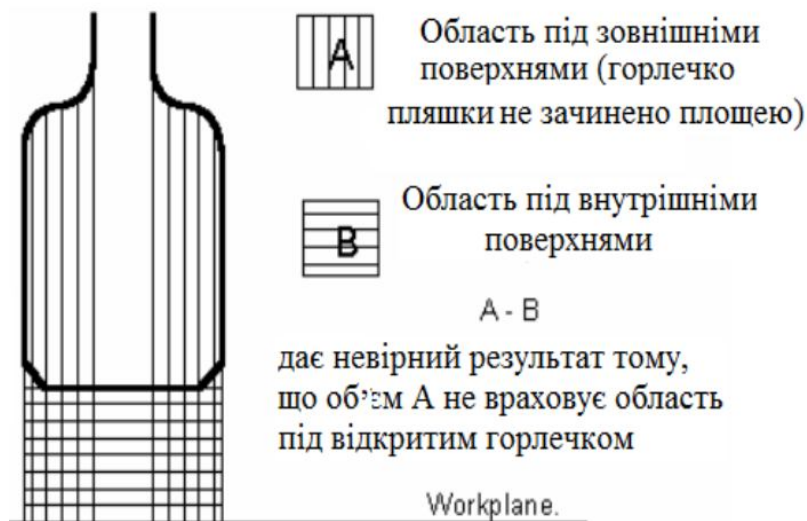 A
Область під зовнішніми
поверхнями (горлечко
пляшки не зачинено площею)
B
Область під внутрішніми
поверхнями
A - B
дає невірний результат тому,
що об’єм А не враховує область
під відкритим горлечком
Workplane.